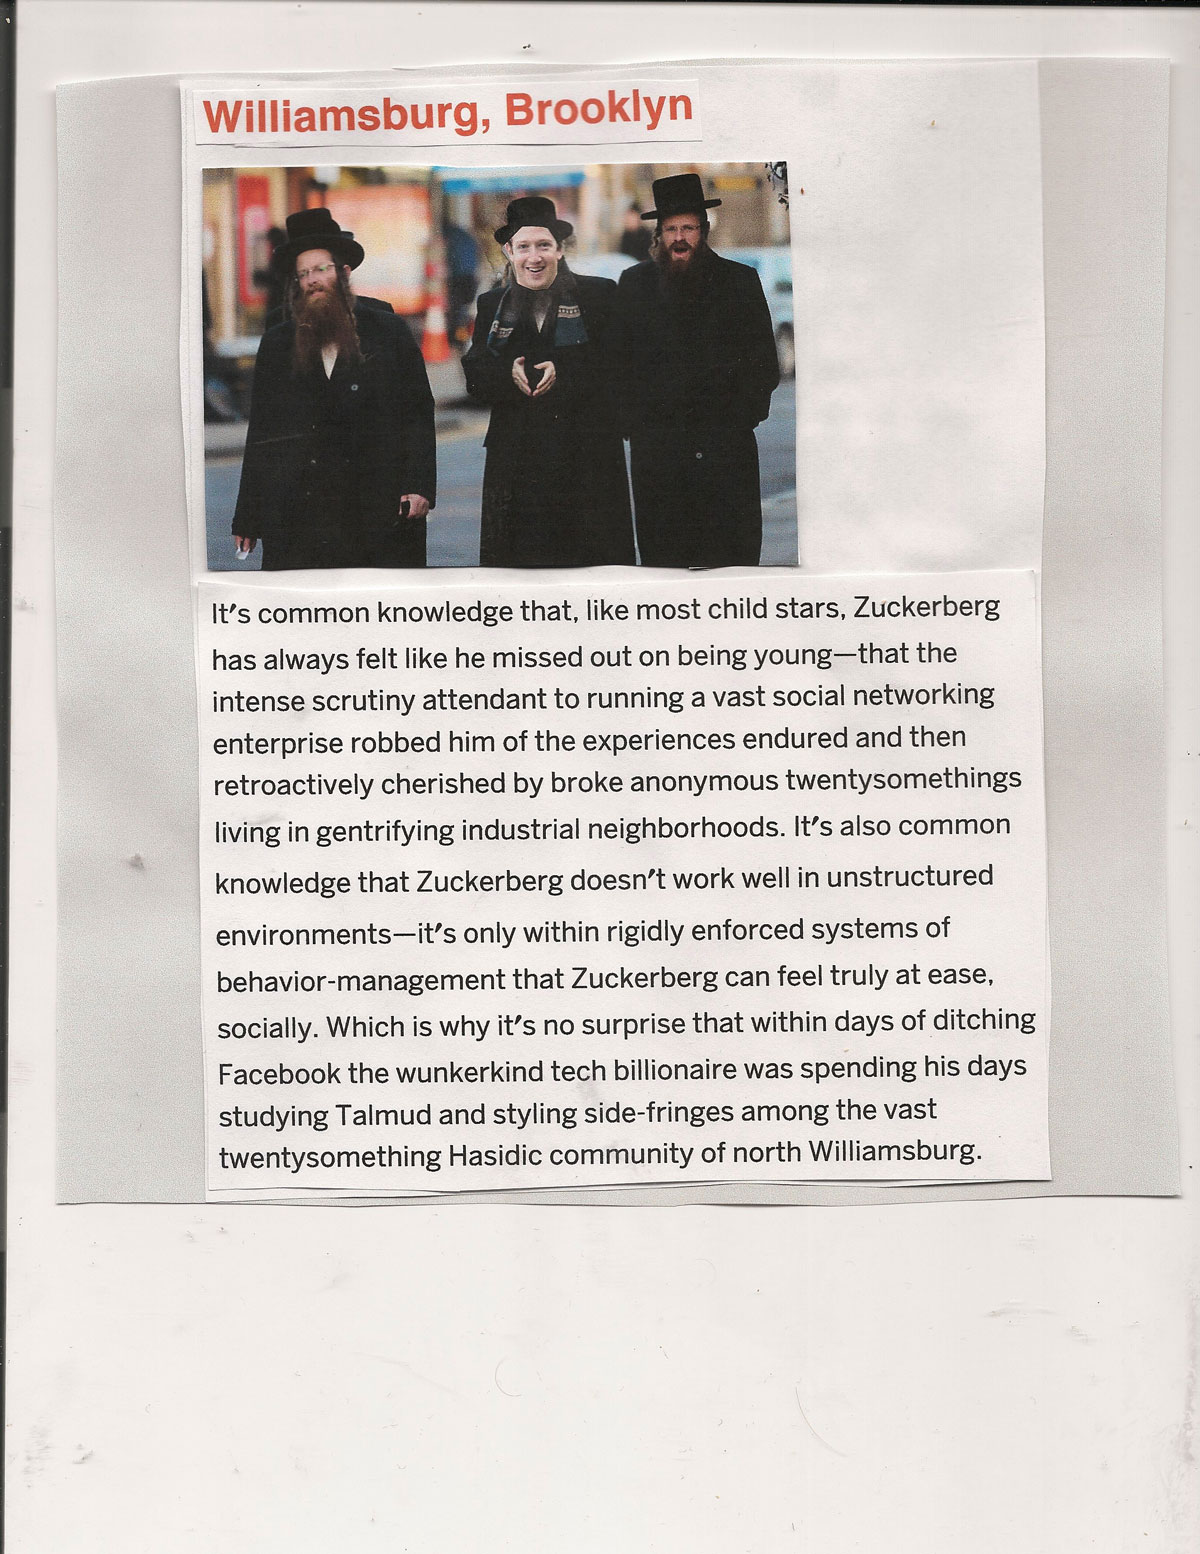 Williamsburg, Brooklyn
It's common knowledge that, like most child stars, Zuckerberg
has always felt like he missed out on being young—that the
intense scrutiny attendant to running a vast social networking
enterprise robbed him of the experiences endured and then
retroactively cherished by broke anonymous twentysomethings
living in gentrifying industrial neighborhoods. It's also common
knowledge that Zuckerberg doesn't work well in unstructured
environments—it's only within rigidly enforced systems of
behavior-management that Zuckerberg can feel truly at ease,
socially. Which is why it's no surprise that within days of ditching
Facebook the wunkerkind tech billionaire was spending his days
studying Talmud and styling side-fringes among the vast
twentysomething Hasidic community of north Williamsburg.